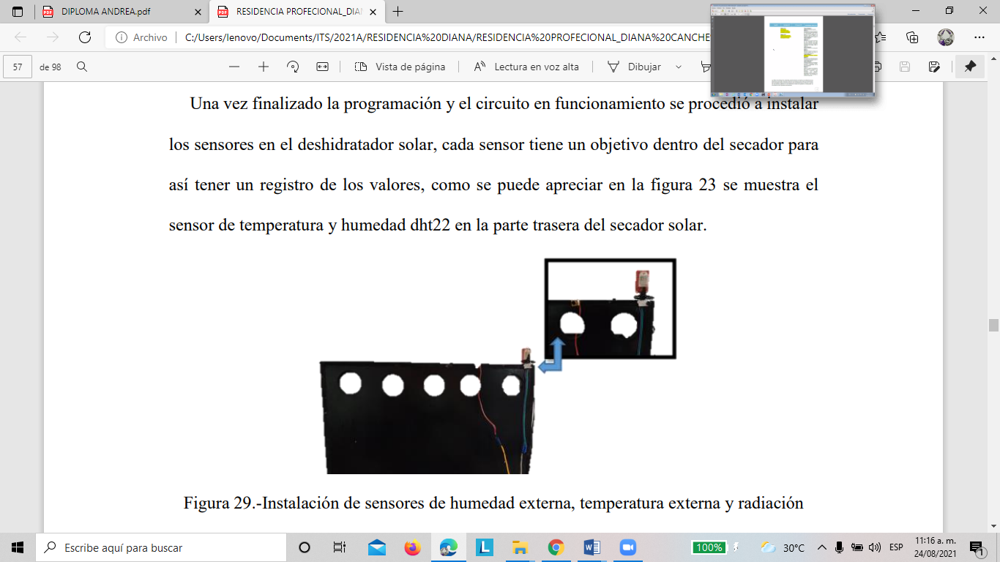 DIPLOMA ANDREA.pdf
RESIDENCIA PROFECIONAL_DIAN
Archivo
C:/Users/lenovo/Documents/ITS/2021A/RESIDENCIA%20DIANA/RESIDENCIA%20PROFECIONAL_DIANA%20CANCHE
57
de 98
Vista de página
Lectura en voz alta
Dibujar
Una vez finalizado la programación y el circuito en funcionamiento se procedió a instalar
los sensores en el deshidratador solar, cada sensor tiene un objetivo dentro del secador para
así tener un registro de los valores, como se puede apreciar en la figura 23 se muestra el
sensor de temperatura y humedad dht22 en la parte trasera del secador solar.
Figura 29.-Instalación de sensores de humedad externa, temperatura externa y radiación
Escribe aquí para buscar
100%
30°C
ESP
11:16 a. m.
24/08/2021
1